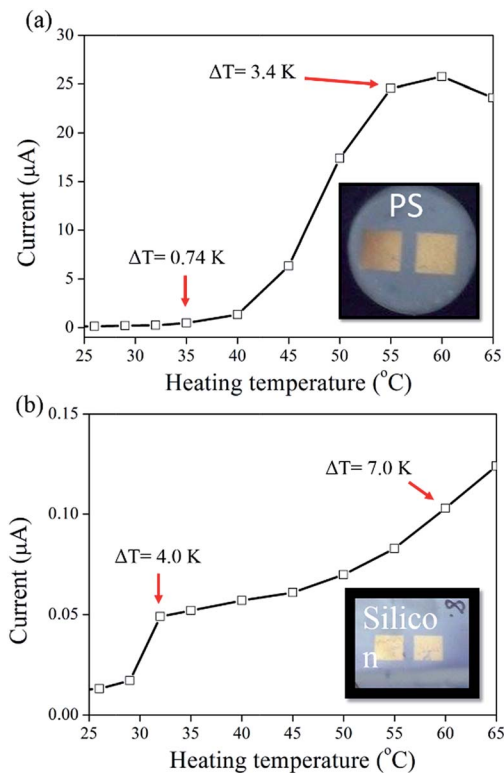 (a)
30
25
20
15
10
5
0
Current (μA)
ΔT= 3.4 K
ΔT= 0.74 K
PS
25 30 35 40 45 50 55 60 65
Heating temperature (°C)
(b)
0.15
0.10
0.05
0.00
Current (μA)
ΔT= 7.0 K
ΔT= 4.0 K
Silico
n
8
25 30 35 40 45 50 55 60 65
Heating temperature (°C)